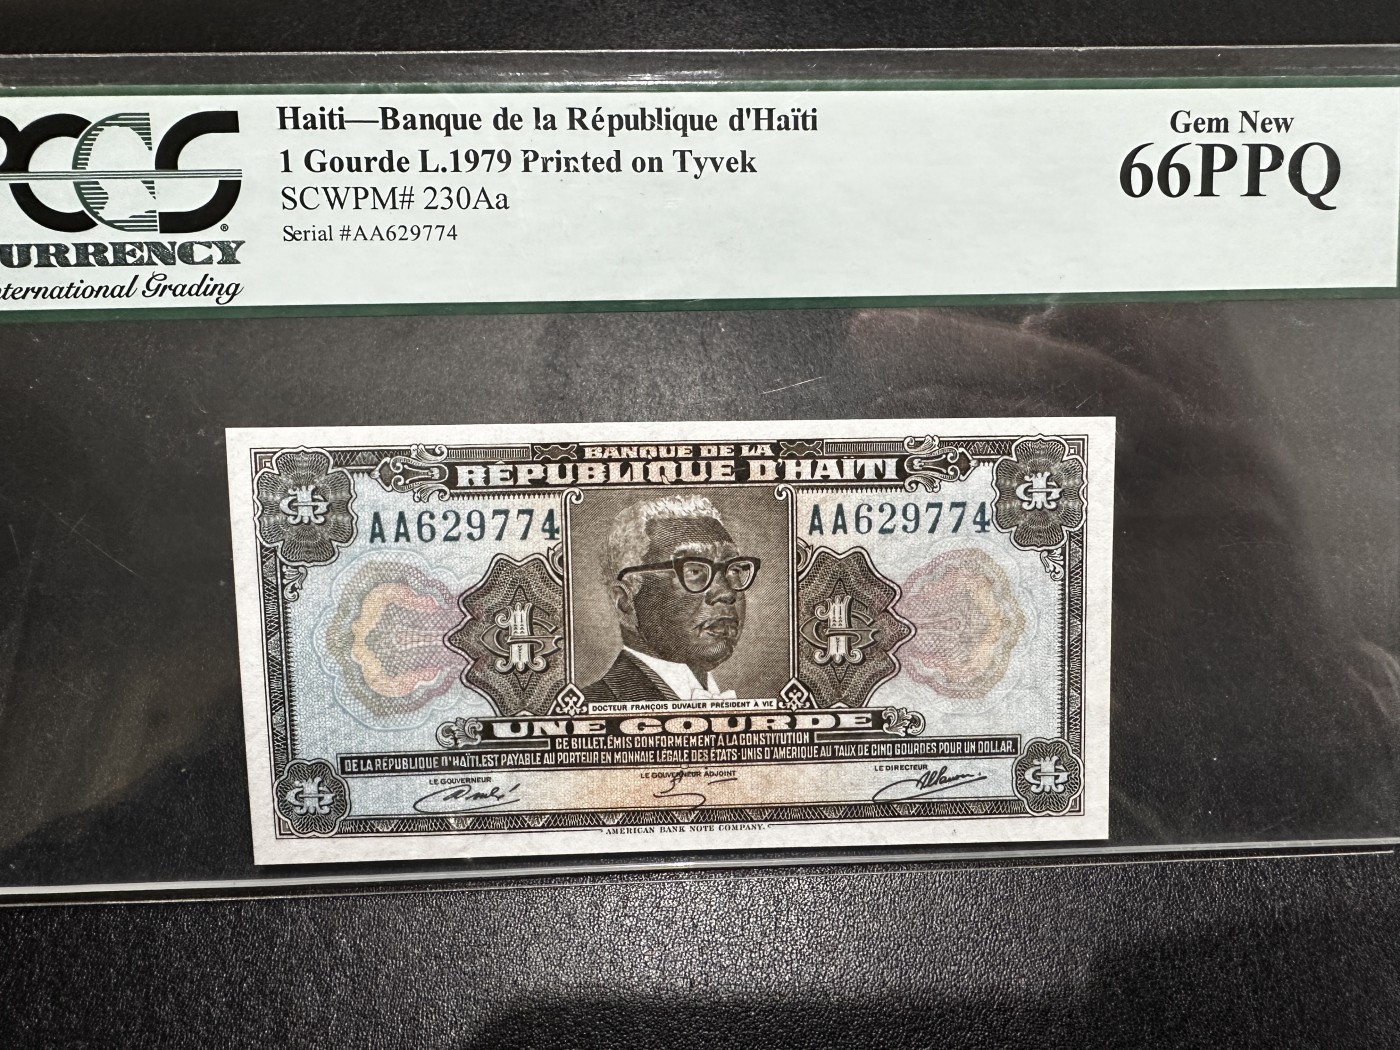 PCGS
CURRENCY
International Grading
Haiti—Banque de la République d'Haïti
1 Gourde L.1979 Printed on Tyvek
SCWPM# 230Aa
Serial #AA629774
Gem New
66PPQ
BANQUE DE LA
RÉPUBLIQUE D'HAÏTI
AA629774 AA629774
1 1
DOCTEUR FRANÇOIS DUVALIER PRÉSIDENT À VIE
UNE GOURDE
CE BILLET, ÉMIS CONFORMÉMENT À LA CONSTITUTION
DE LA RÉPUBLIQUE D'HAÏTI, EST PAYABLE AU PORTEUR EN MONNAIE LÉGALE DES ÉTATS-UNIS D'AMÉRIQUE AU TAUX DE CINQ GOURDES POUR UN DOLLAR.
LE GOUVERNEUR LE GOUVERNEUR ADJOINT LE DIRECTEUR
AMERICAN BANK NOTE COMPANY.